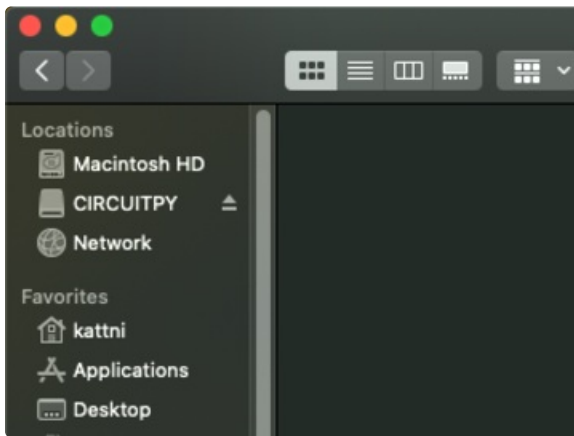 Locations
Macintosh HD
CIRCUITPY
Network
Favorites
kattni
Applications
Desktop